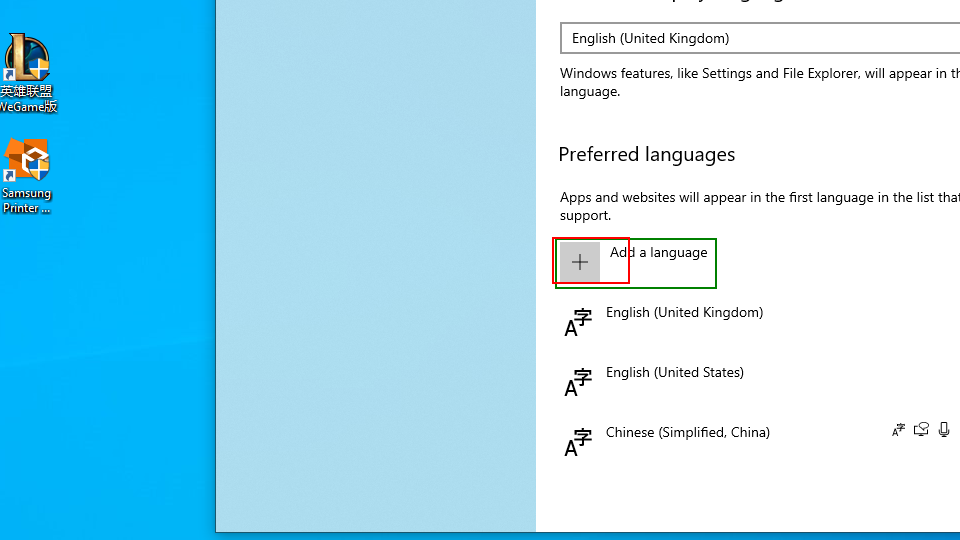 英雄联盟
WeGame版
Samsung
Printer ...
English (United Kingdom)
Windows features, like Settings and File Explorer, will appear in th
language.
Preferred languages
Apps and websites will appear in the first language in the list that
support.
Add a language
English (United Kingdom)
English (United States)
Chinese (Simplified, China)